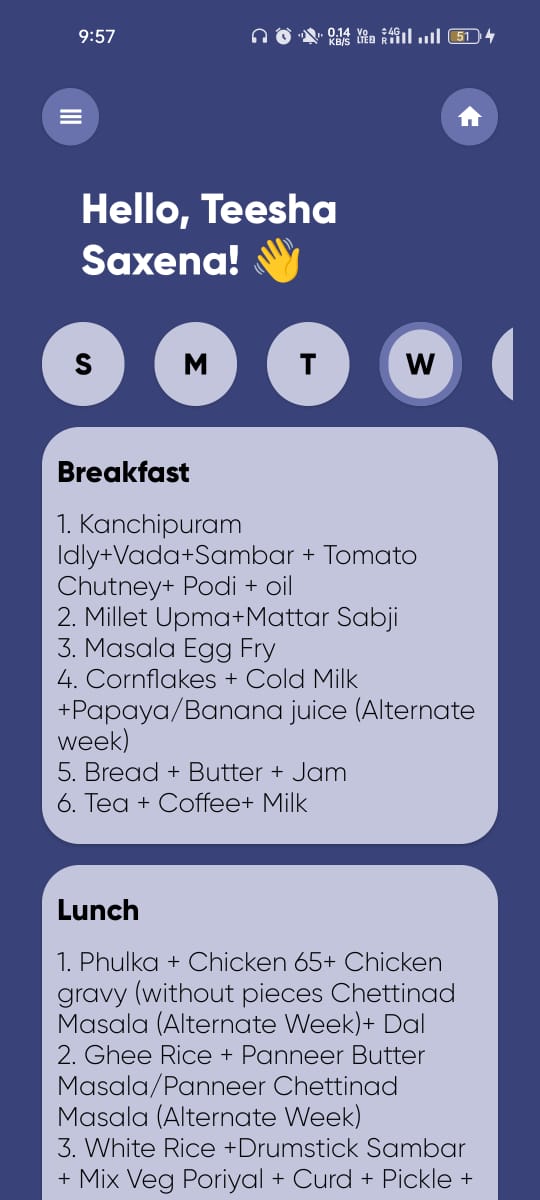 9:57
0.14 KB/S
Vo LTE2
4G
R
51
Hello, Teesha
Saxena! 👋
S M T W
Breakfast
1. Kanchipuram
Idly+Vada+Sambar + Tomato
Chutney+ Podi + oil
2. Millet Upma+Mattar Sabji
3. Masala Egg Fry
4. Cornflakes + Cold Milk
+Papaya/Banana juice (Alternate
week)
5. Bread + Butter + Jam
6. Tea + Coffee+ Milk
Lunch
1. Phulka + Chicken 65+ Chicken
gravy (without pieces Chettinad
Masala (Alternate Week)+ Dal
2. Ghee Rice + Panneer Butter
Masala/Panneer Chettinad
Masala (Alternate Week)
3. White Rice +Drumstick Sambar
+ Mix Veg Poriyal + Curd + Pickle +